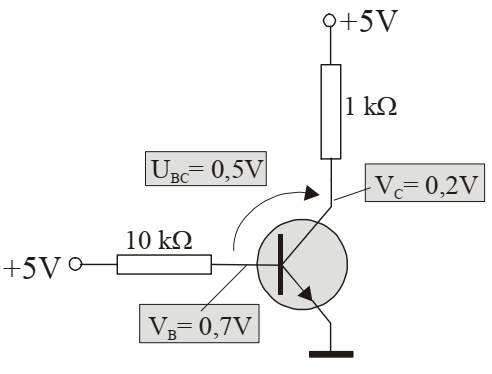 +5V
1 kΩ
U_BC= 0,5V
V_C= 0,2V
10 kΩ
+5V
V_B= 0,7V